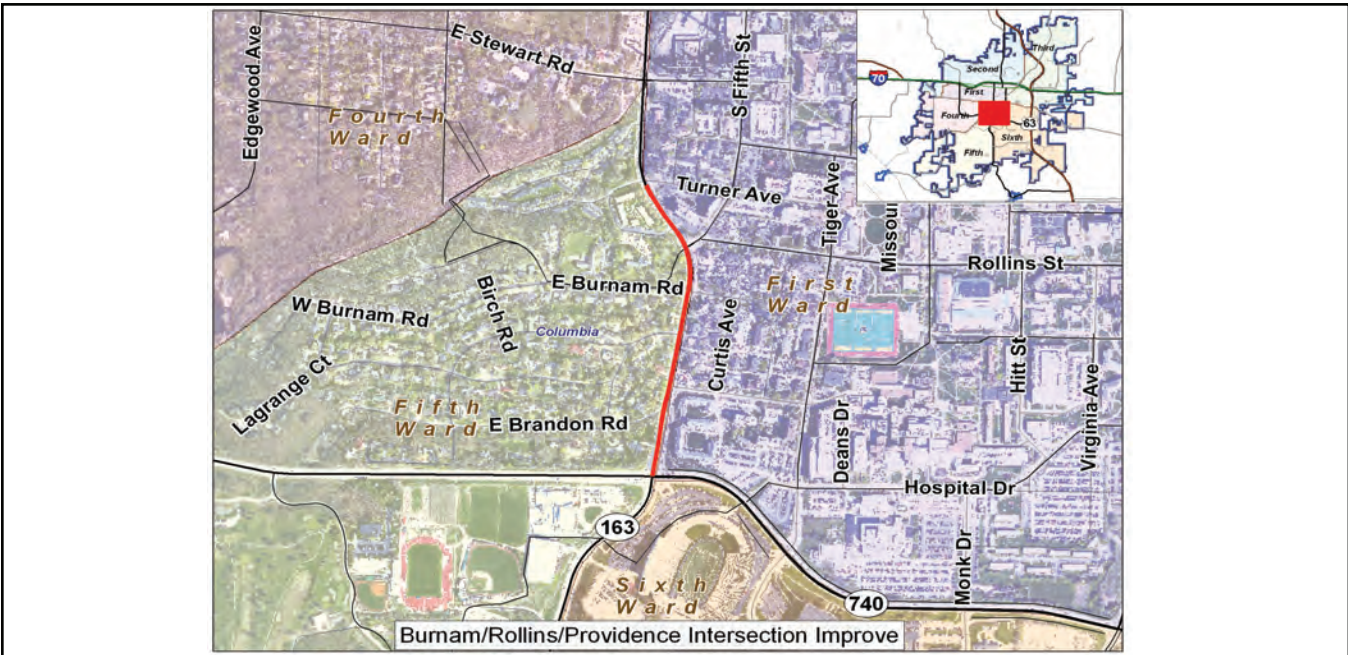 Edgewood Ave
E Stewart Rd
S Fifth St
Fourth
Ward
Turner Ave
Tiger Ave
Missou
Rollins St
First
Ward
E Burnam Rd
W Burnam Rd
Birch Rd
Columbia
Curtis Ave
Hitt St
Virginia Ave
Lagrange Ct
Fifth
Ward
E Brandon Rd
Deans Dr
Hospital Dr
163
Sixth
Ward
740
Monk Dr
Burnam/Rollins/Providence Intersection Improve
70
Second
Third
First
Fourth
63
Sixth
Fifth